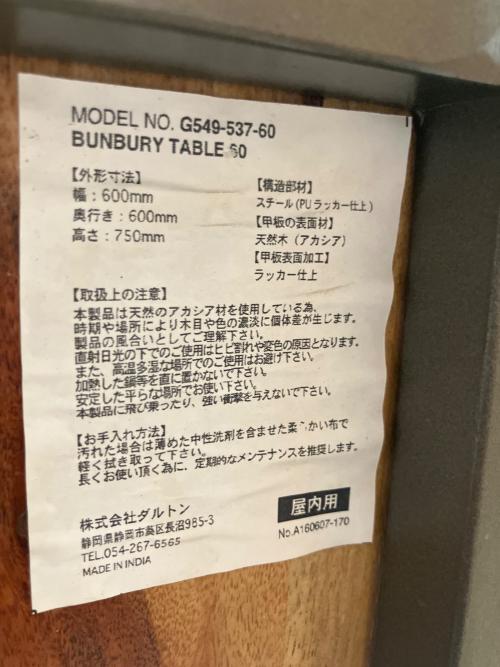 MODEL NO. G549-537-60
BUNBURY TABLE 60
【外形寸法】
幅：600mm
奥行き：600mm
高さ：750mm
【構造部材】
スチール(PUラッカー仕上)
【甲板の表面材】
天然木（アカシア）
【甲板表面加工】
ラッカー仕上
【取扱上の注意】
本製品は天然のアカシア材を使用している為、
時期や場所により木目や色の濃淡に個体差が生じます。
製品の風合いとしてご理解下さい。
直射日光の下でのご使用はヒビ割れや変色の原因となります。
また、高温多湿な場所でのご使用はお避け下さい。
加熱した鍋等を直に置かないで下さい。
安定した平らな場所でお使い下さい。
本製品に飛び乗ったり、強い衝撃を与えないで下さい。
【お手入れ方法】
汚れた場合は薄めた中性洗剤を含ませた柔らかい布で
軽く拭き取って下さい。
長くお使い頂く為に、定期的なメンテナンスを推奨します。
株式会社ダルトン
静岡県静岡市葵区長沼985-3
TEL.054-267-6565
MADE IN INDIA
屋内用
No.A160607-170